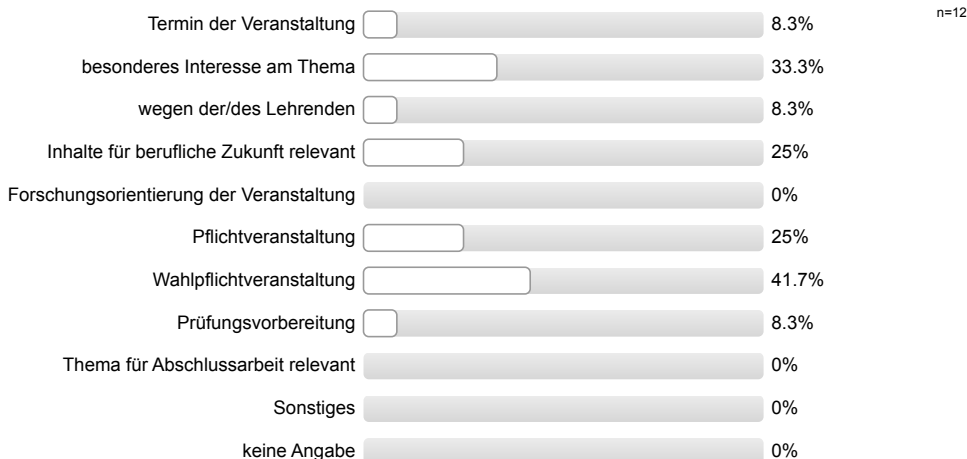 Termin der Veranstaltung 8.3% n=12
besonderes Interesse am Thema 33.3%
wegen der/des Lehrenden 8.3%
Inhalte für berufliche Zukunft relevant 25%
Forschungsorientierung der Veranstaltung 0%
Pflichtveranstaltung 25%
Wahlpflichtveranstaltung 41.7%
Prüfungsvorbereitung 8.3%
Thema für Abschlussarbeit relevant 0%
Sonstiges 0%
keine Angabe 0%